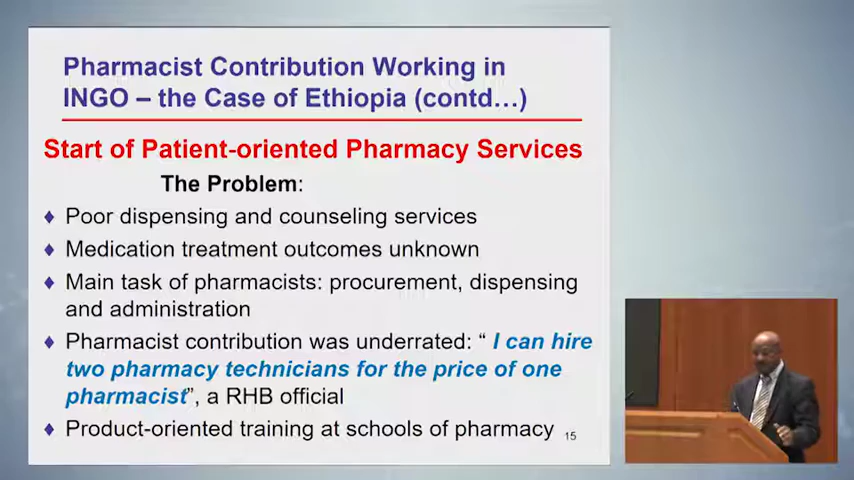 Pharmacist Contribution Working in
INGO – the Case of Ethiopia (contd…)
Start of Patient-oriented Pharmacy Services
The Problem:
♦ Poor dispensing and counseling services
♦ Medication treatment outcomes unknown
♦ Main task of pharmacists: procurement, dispensing
and administration
♦ Pharmacist contribution was underrated: “ I can hire
two pharmacy technicians for the price of one
pharmacist”, a RHB official
♦ Product-oriented training at schools of pharmacy 15